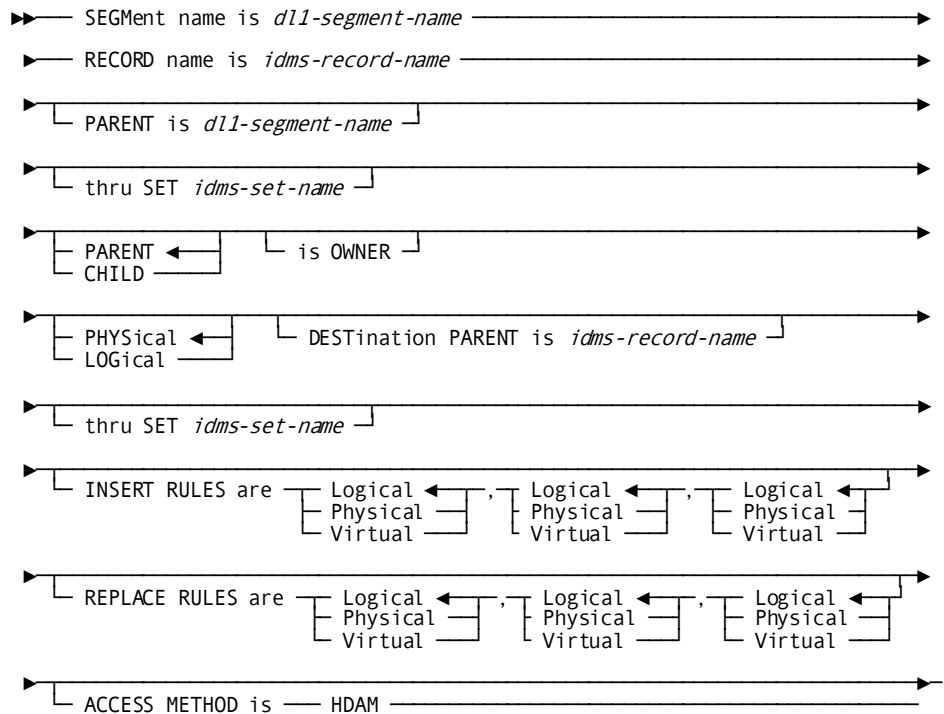 SEGMent name is dl1-segment-name
RECORD name is idms-record-name
PARENT is dl1-segment-name
thru SET idms-set-name
PARENT is OWNER
CHILD
PHYSical DESTination PARENT is idms-record-name
LOGical
thru SET idms-set-name
INSERT RULES are Logical , Logical , Logical
Physical Physical Physical
Virtual Virtual Virtual
REPLACE RULES are Logical , Logical , Logical
Physical Physical Physical
Virtual Virtual Virtual
ACCESS METHOD is HDAM